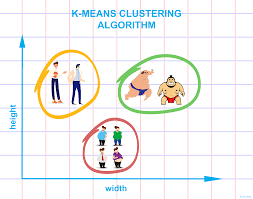 K-MEANS CLUSTERING
ALGORITHM
height
width